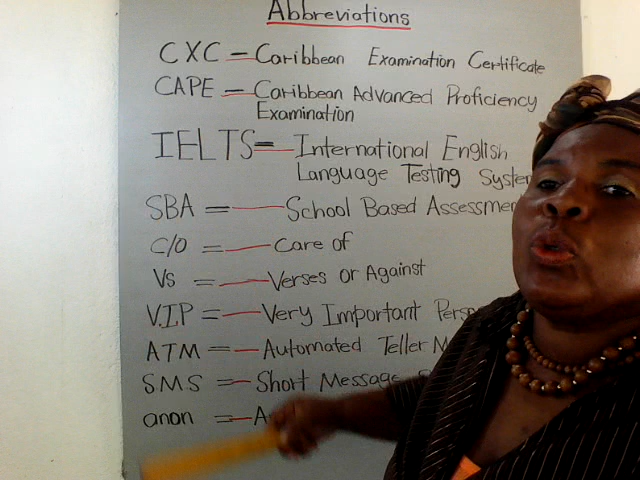 Abbreviations
CXC – Caribbean Examination Certificate
CAPE – Caribbean Advanced Proficiency
Examination
IELTS = International English
Language Testing
SBA = School Based
C/O = Care of
Vs = Verses or Against
V.I.P = Very Important
ATM = Automated Teller
SMS = Short Message
anon =